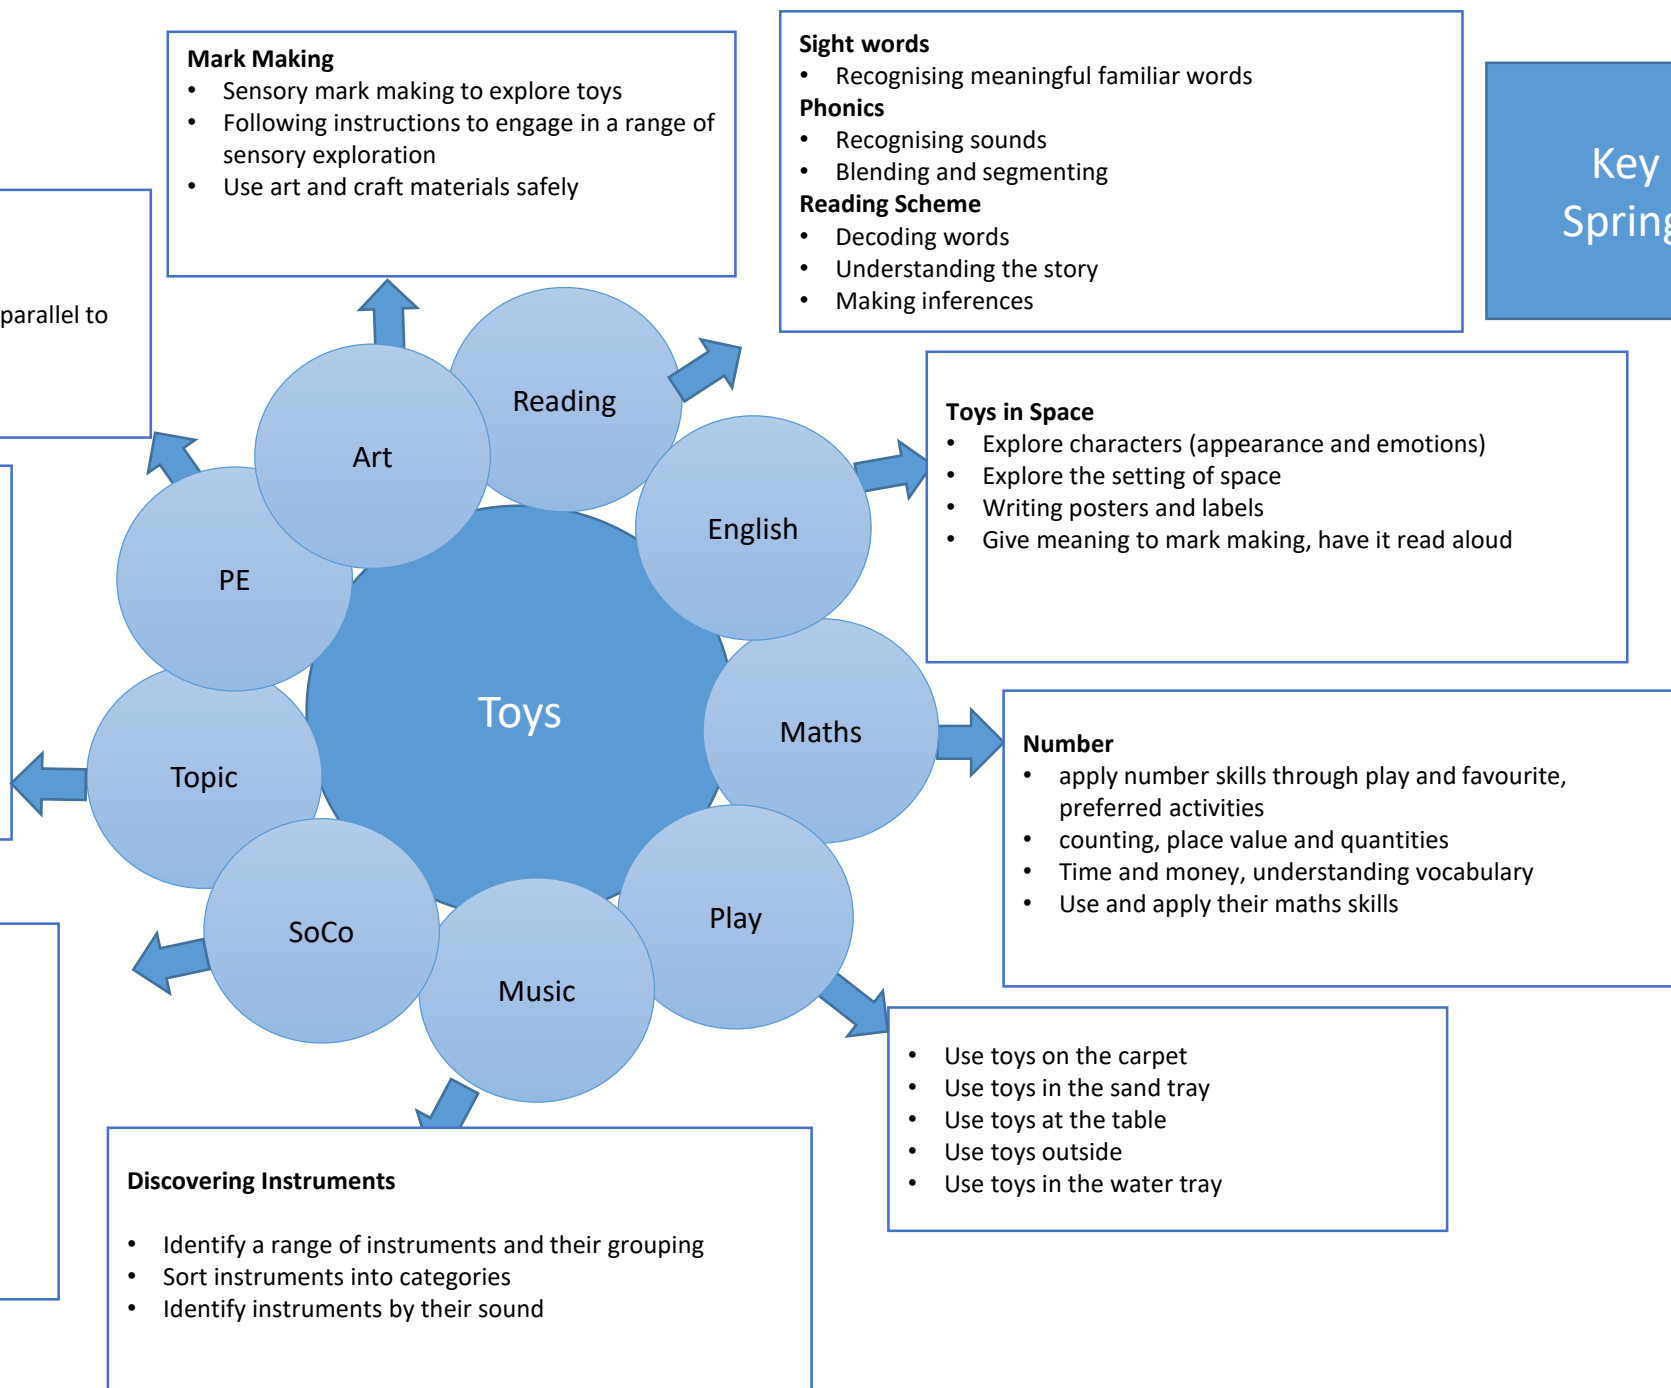 Mark Making
• Sensory mark making to explore toys
• Following instructions to engage in a range of
sensory exploration
• Use art and craft materials safely
Sight words
• Recognising meaningful familiar words
Phonics
• Recognising sounds
• Blending and segmenting
Reading Scheme
• Decoding words
• Understanding the story
• Making inferences
Key
Spring
parallel to
Reading
Art
English
PE
Toys
Maths
Topic
Play
SoCo
Music
Toys in Space
• Explore characters (appearance and emotions)
• Explore the setting of space
• Writing posters and labels
• Give meaning to mark making, have it read aloud
Number
• apply number skills through play and favourite,
preferred activities
• counting, place value and quantities
• Time and money, understanding vocabulary
• Use and apply their maths skills
• Use toys on the carpet
• Use toys in the sand tray
• Use toys at the table
• Use toys outside
• Use toys in the water tray
Discovering Instruments
• Identify a range of instruments and their grouping
• Sort instruments into categories
• Identify instruments by their sound